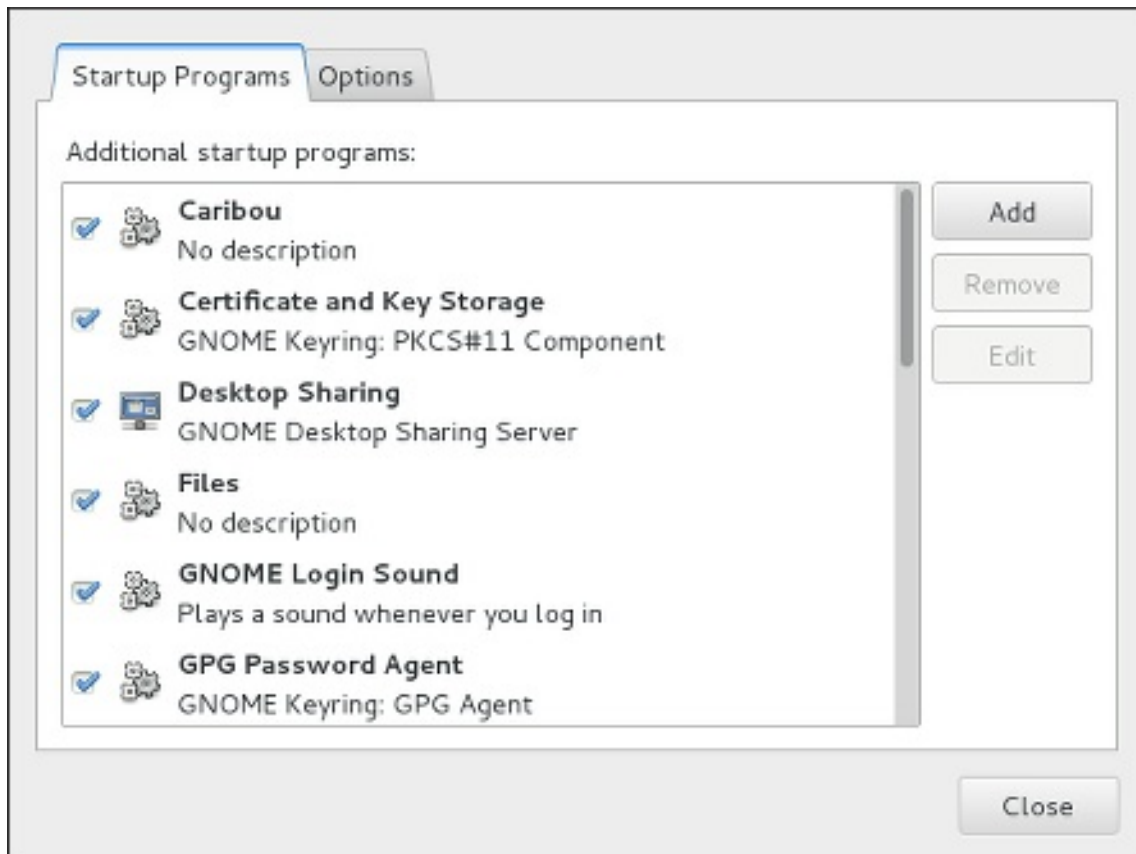 Startup Programs
Options
Additional startup programs:
Caribou
No description
Certificate and Key Storage
GNOME Keyring: PKCS#11 Component
Desktop Sharing
GNOME Desktop Sharing Server
Files
No description
GNOME Login Sound
Plays a sound whenever you log in
GPG Password Agent
GNOME Keyring: GPG Agent
Add
Remove
Edit
Close